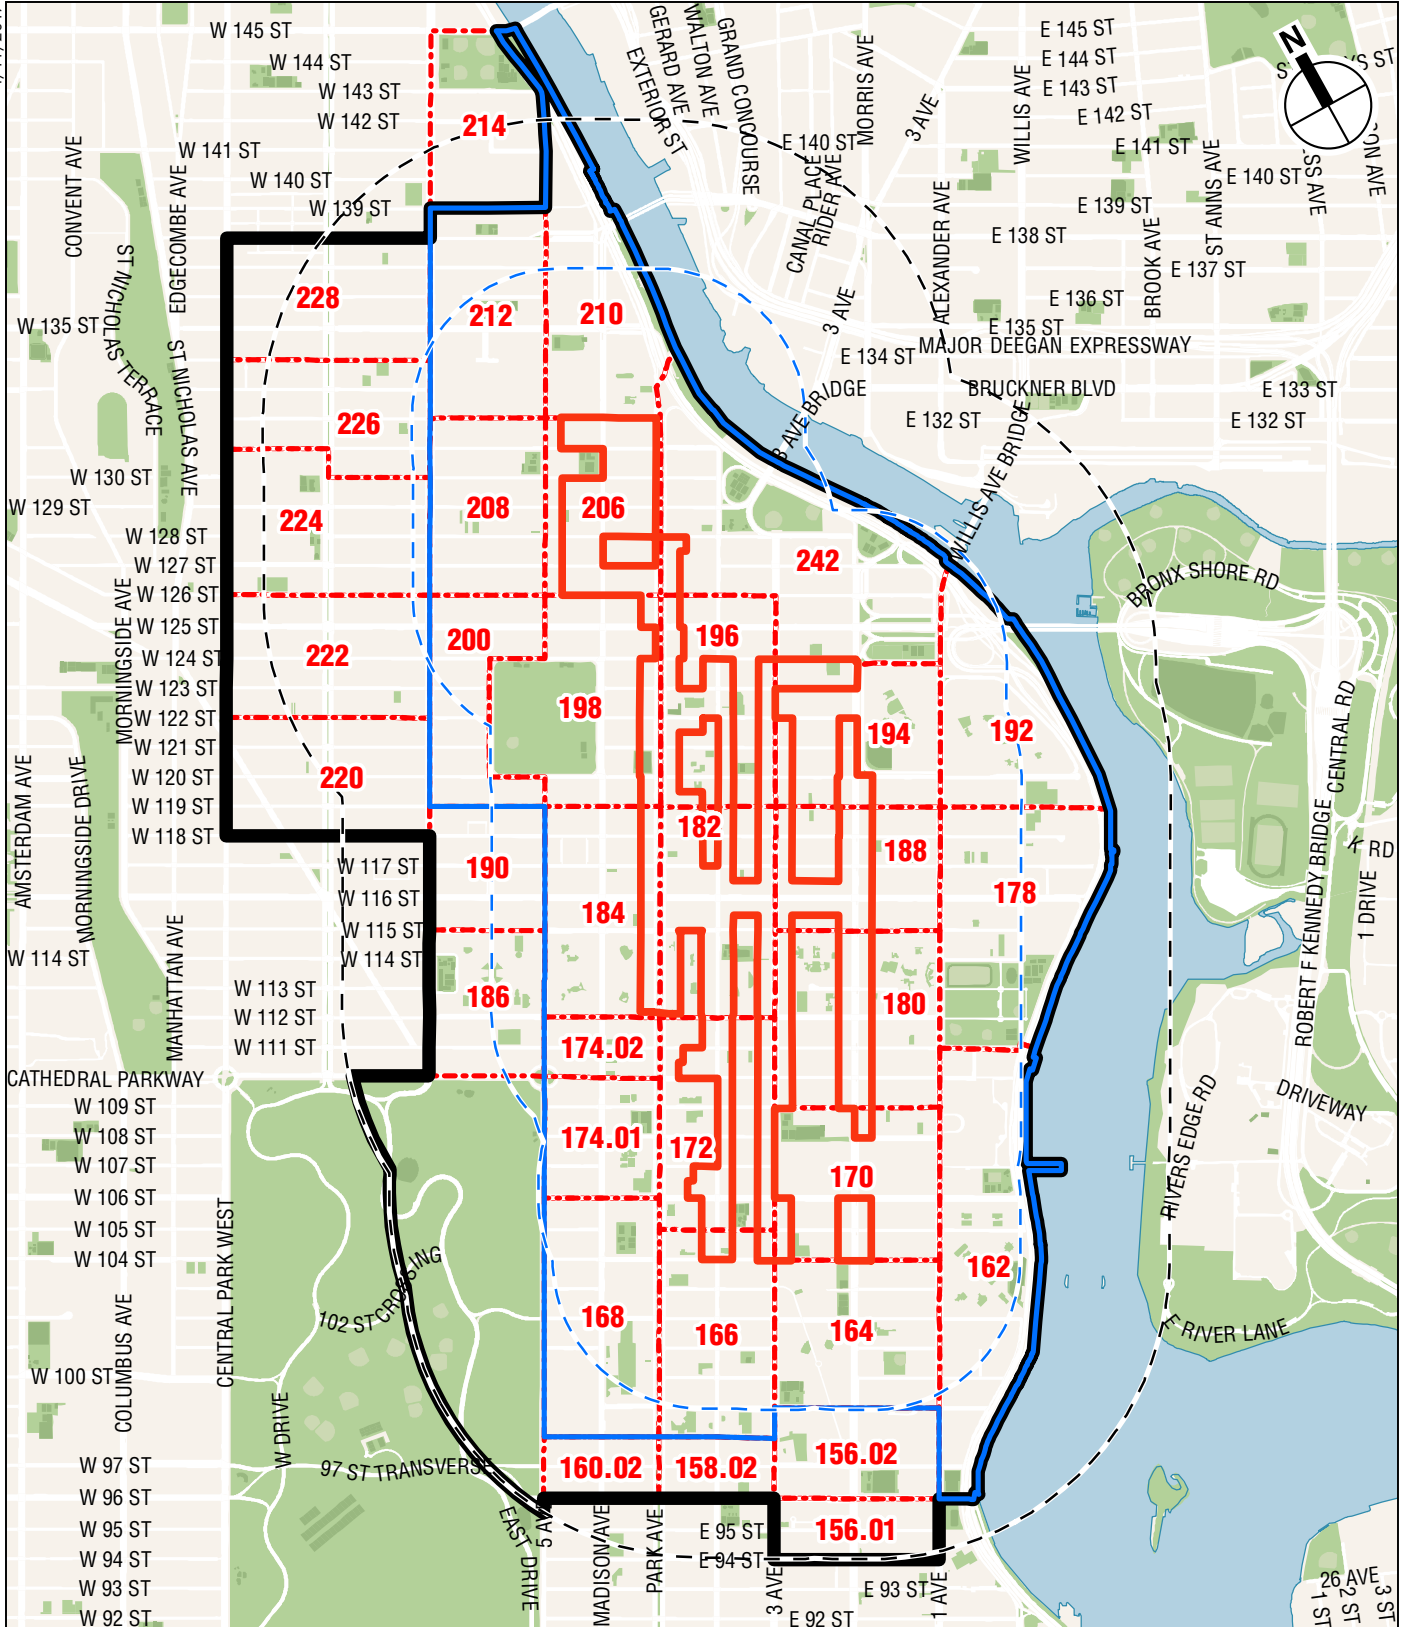 W 145 ST
W 144 ST
W 143 ST
W 142 ST
W 141 ST
W 140 ST
W 139 ST
CONVENT AVE
EDGECOMBE AVE
ST NICHOLAS TERRACE
ST NICHOLAS AVE
W 135 ST
W 130 ST
W 129 ST
W 128 ST
W 127 ST
W 126 ST
W 125 ST
W 124 ST
W 123 ST
W 122 ST
W 121 ST
W 120 ST
W 119 ST
W 118 ST
W 117 ST
W 116 ST
W 115 ST
W 114 ST
W 114 ST
W 113 ST
W 112 ST
W 111 ST
MORNINGSIDE AVE
AMSTERDAM AVE
MORNINGSIDE DRIVE
MANHATTAN AVE
CATHEDRAL PARKWAY
W 109 ST
W 108 ST
W 107 ST
W 106 ST
W 105 ST
W 104 ST
W 100 ST
W 97 ST
W 96 ST
W 95 ST
W 94 ST
W 93 ST
W 92 ST
COLUMBUS AVE
CENTRAL PARK WEST
W DRIVE
102 ST CROSSING
97 ST TRANSVERSE
EAST DRIVE
5 AVE
MADISON AVE
PARK AVE
3 AVE
1 AVE
E 95 ST
E 94 ST
E 93 ST
E 92 ST
EXTERIOR ST
GERARD AVE
WALTON AVE
GRAND CONCOURSE
MORRIS AVE
3 AVE
CANAL PLACE
RIDER AVE
3 AVE
WILLIS AVE
ALEXANDER AVE
BROOK AVE
ST ANNS AVE
E 145 ST
E 144 ST
E 143 ST
E 142 ST
E 141 ST
E 140 ST
E 140 ST
E 139 ST
E 138 ST
E 137 ST
E 136 ST
E 135 ST
E 134 ST
MAJOR DEEGAN EXPRESSWAY
BRUCKNER BLVD
E 133 ST
E 132 ST
E 132 ST
3 AVE BRIDGE
WILLIS AVE BRIDGE
BRONX SHORE RD
CENTRAL RD
ROBERT F KENNEDY BRIDGE
K RD
1 DRIVE
DRIVEWAY
RIVERS EDGE RD
E RIVER LANE
26 AVE
1 ST
2 ST
3 ST
N
214
228
212
210
226
224
208
206
242
222
200
196
198
194
192
220
190
182
188
184
178
186
180
174.02
174.01
172
170
162
168
166
164
160.02
158.02
156.02
156.01